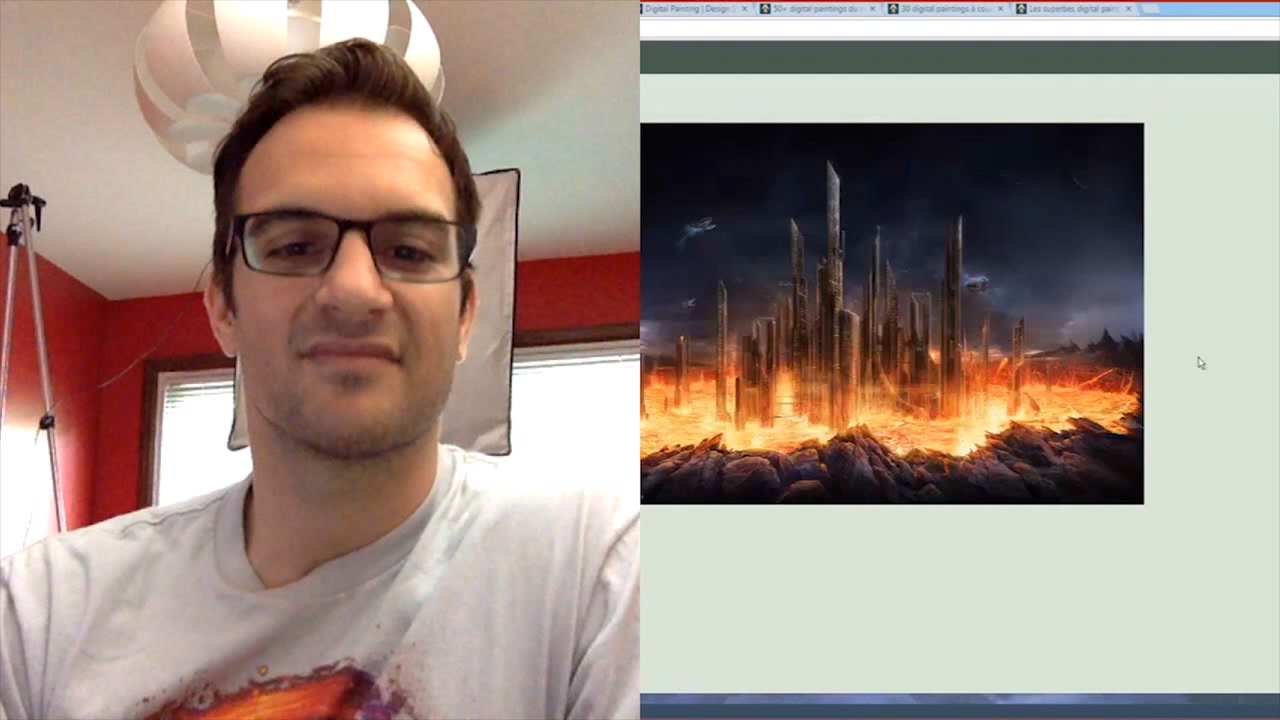 Digital Painting | Design
50+ digital paintings du
30 digital paintings à cou
Les superbes digital paint